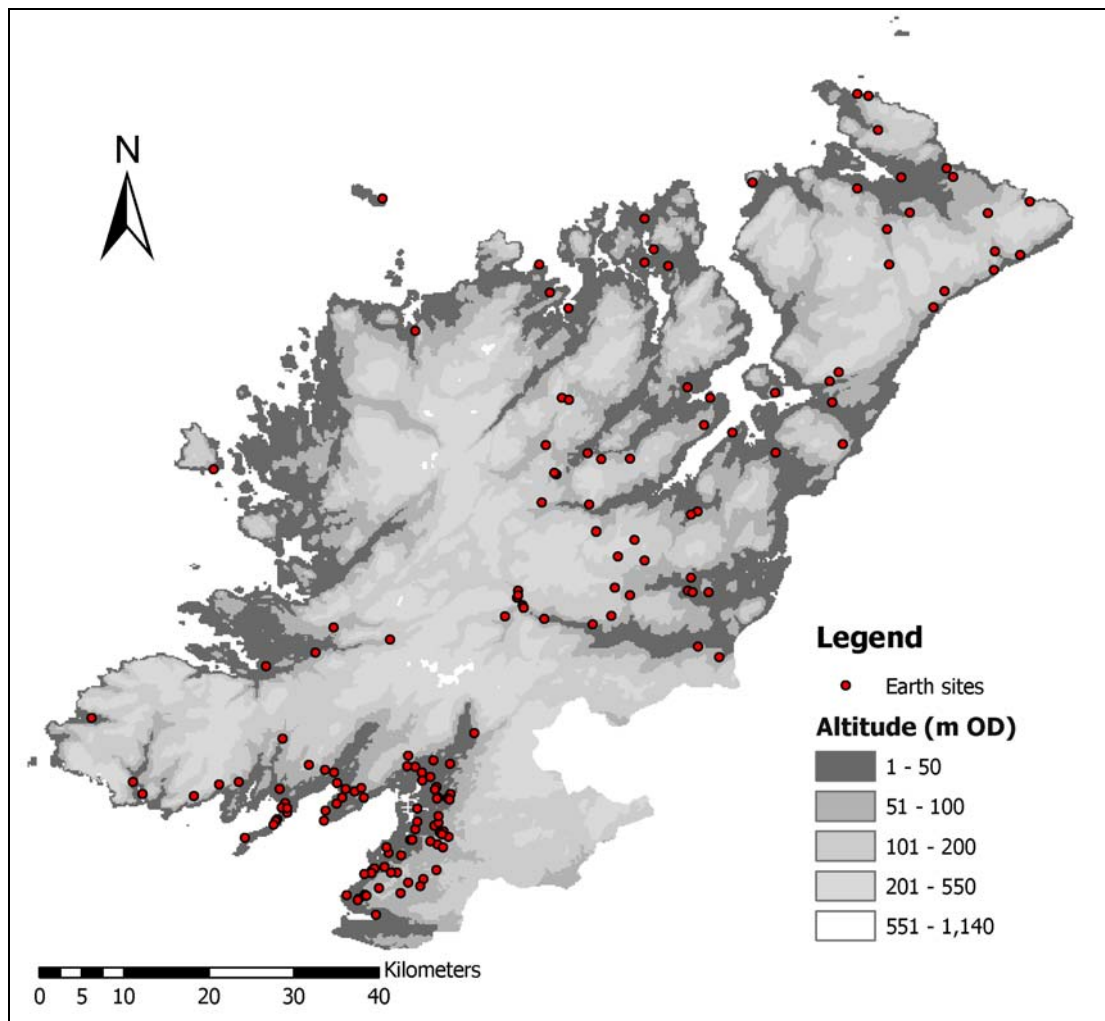 N
Legend
Earth sites
Altitude (m OD)
1 - 50
51 - 100
101 - 200
201 - 550
551 - 1,140
Kilometers
0 5 10 20 30 40